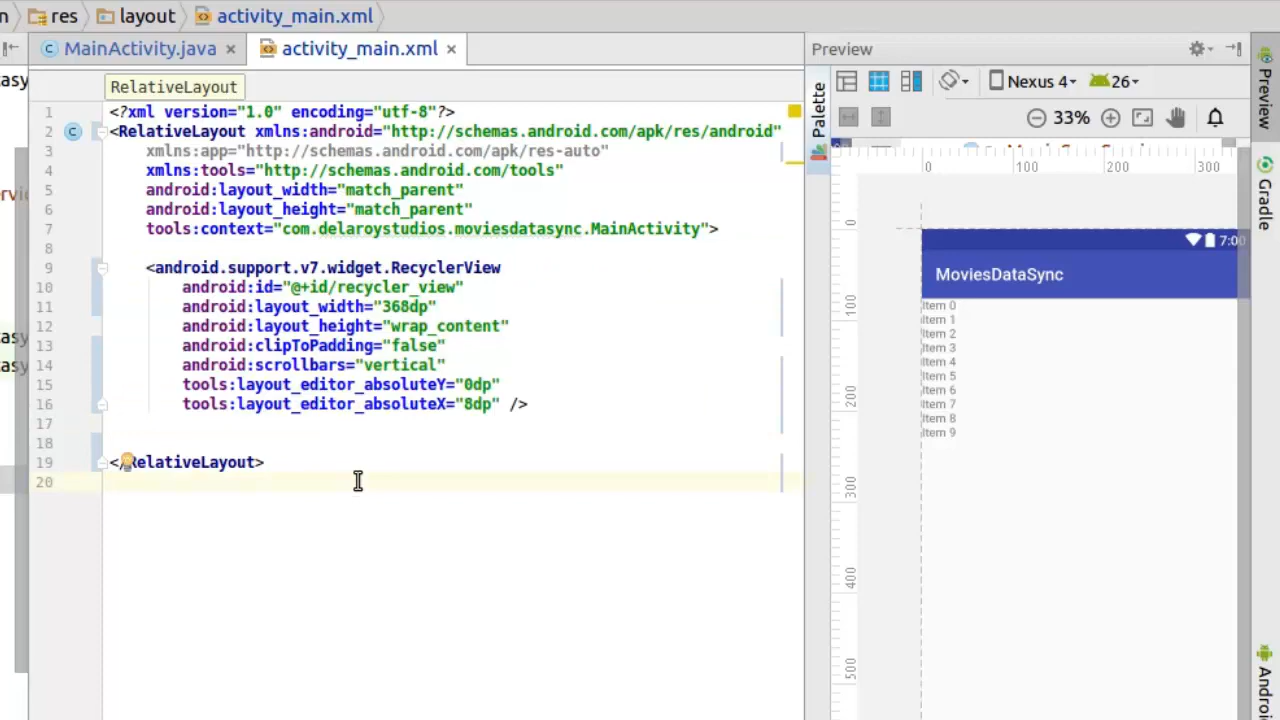 res
layout
activity_main.xml
MainActivity.java
activity_main.xml
Preview
RelativeLayout
Palette
Nexus 4
26
33%
Preview
Gradle
1 <?xml version="1.0" encoding="utf-8"?>
2 <RelativeLayout xmlns:android="http://schemas.android.com/apk/res/android"
3 xmlns:app="http://schemas.android.com/apk/res-auto"
4 xmlns:tools="http://schemas.android.com/tools"
5 android:layout_width="match_parent"
6 android:layout_height="match_parent"
7 tools:context="com.delaroystudios.moviesdatasync.MainActivity">
8
9 <android.support.v7.widget.RecyclerView
10 android:id="@+id/recycler_view"
11 android:layout_width="368dp"
12 android:layout_height="wrap_content"
13 android:clipToPadding="false"
14 android:scrollbars="vertical"
15 tools:layout_editor_absoluteY="0dp"
16 tools:layout_editor_absoluteX="8dp" />
17
18
19 </RelativeLayout>
20
0 100 200 300
0
100
200
300
400
500
7:00
MoviesDataSync
Item 0
Item 1
Item 2
Item 3
Item 4
Item 5
Item 6
Item 7
Item 8
Item 9